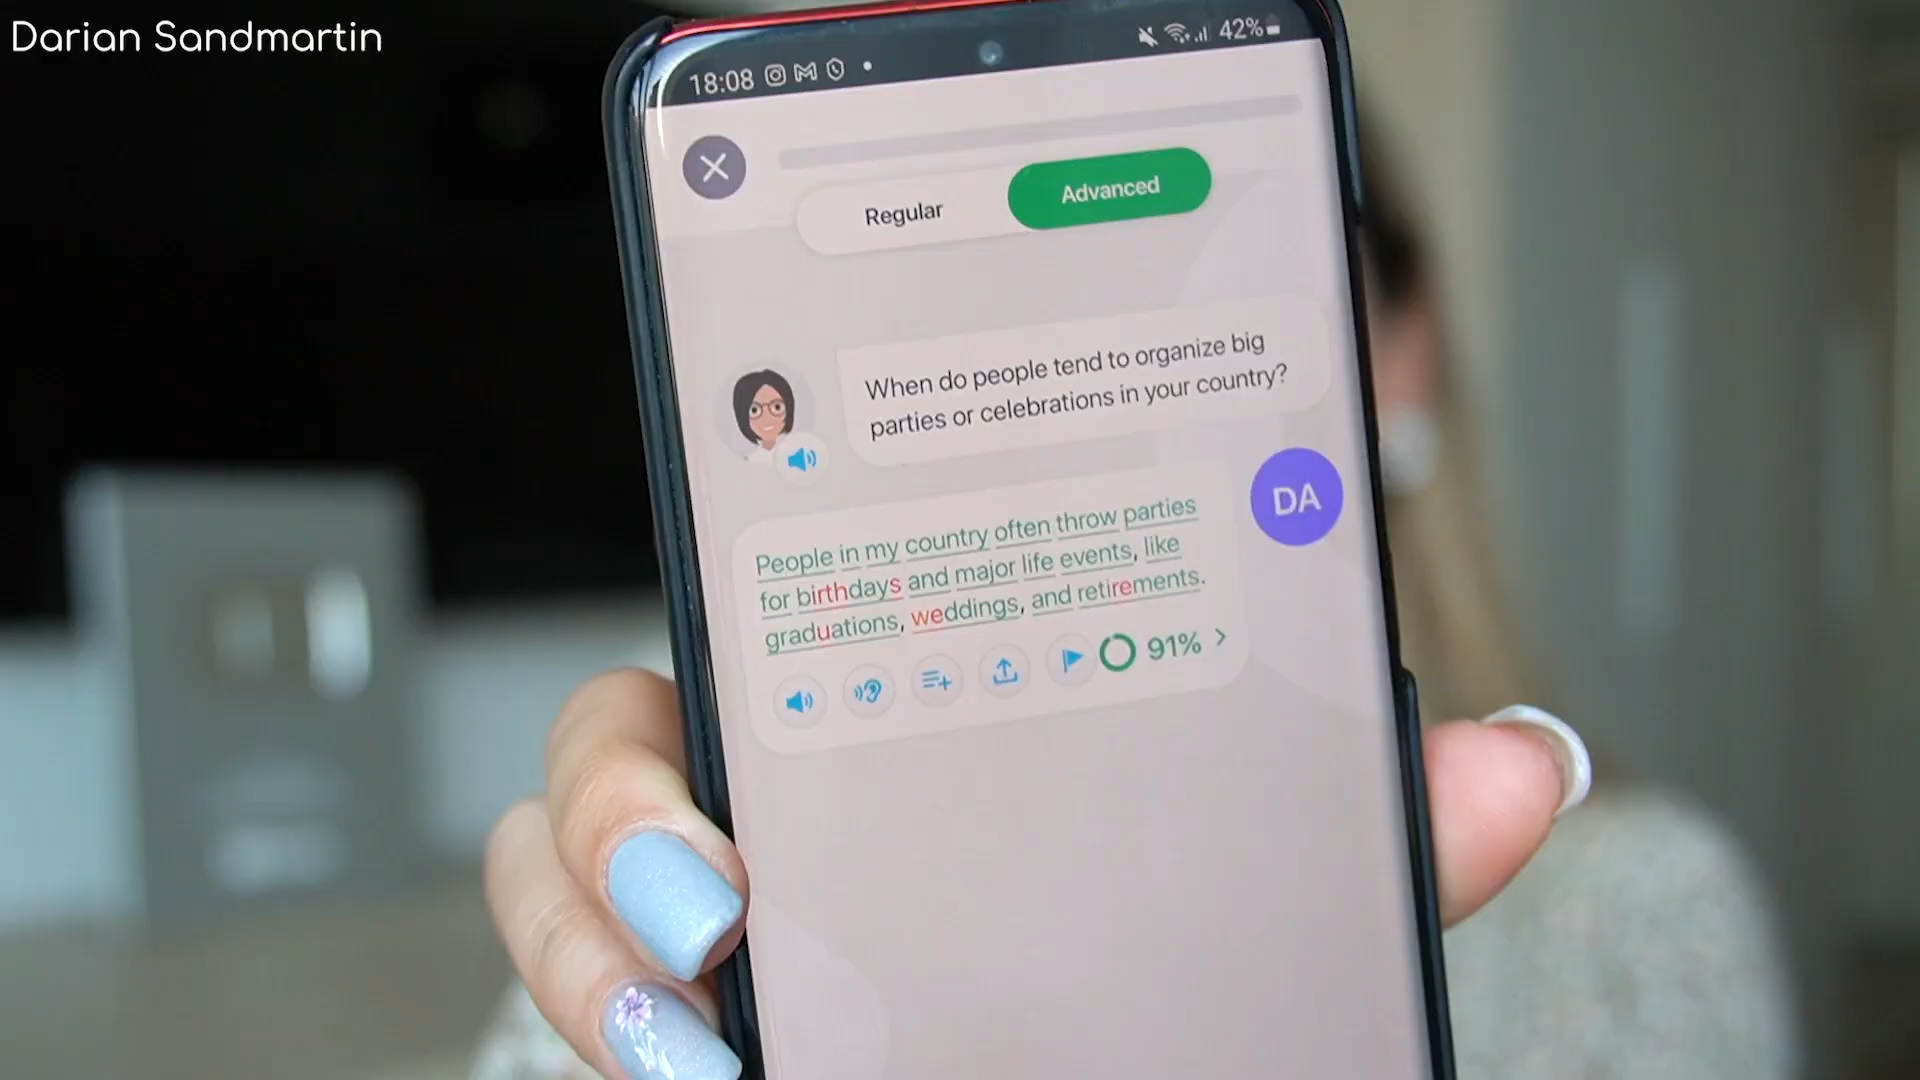 Darian Sandmartin
18:08
42%
Regular
Advanced
When do people tend to organize big
parties or celebrations in your country?
DA
People in my country often throw parties
for birthdays and major life events, like
graduations, weddings, and retirements.
91%